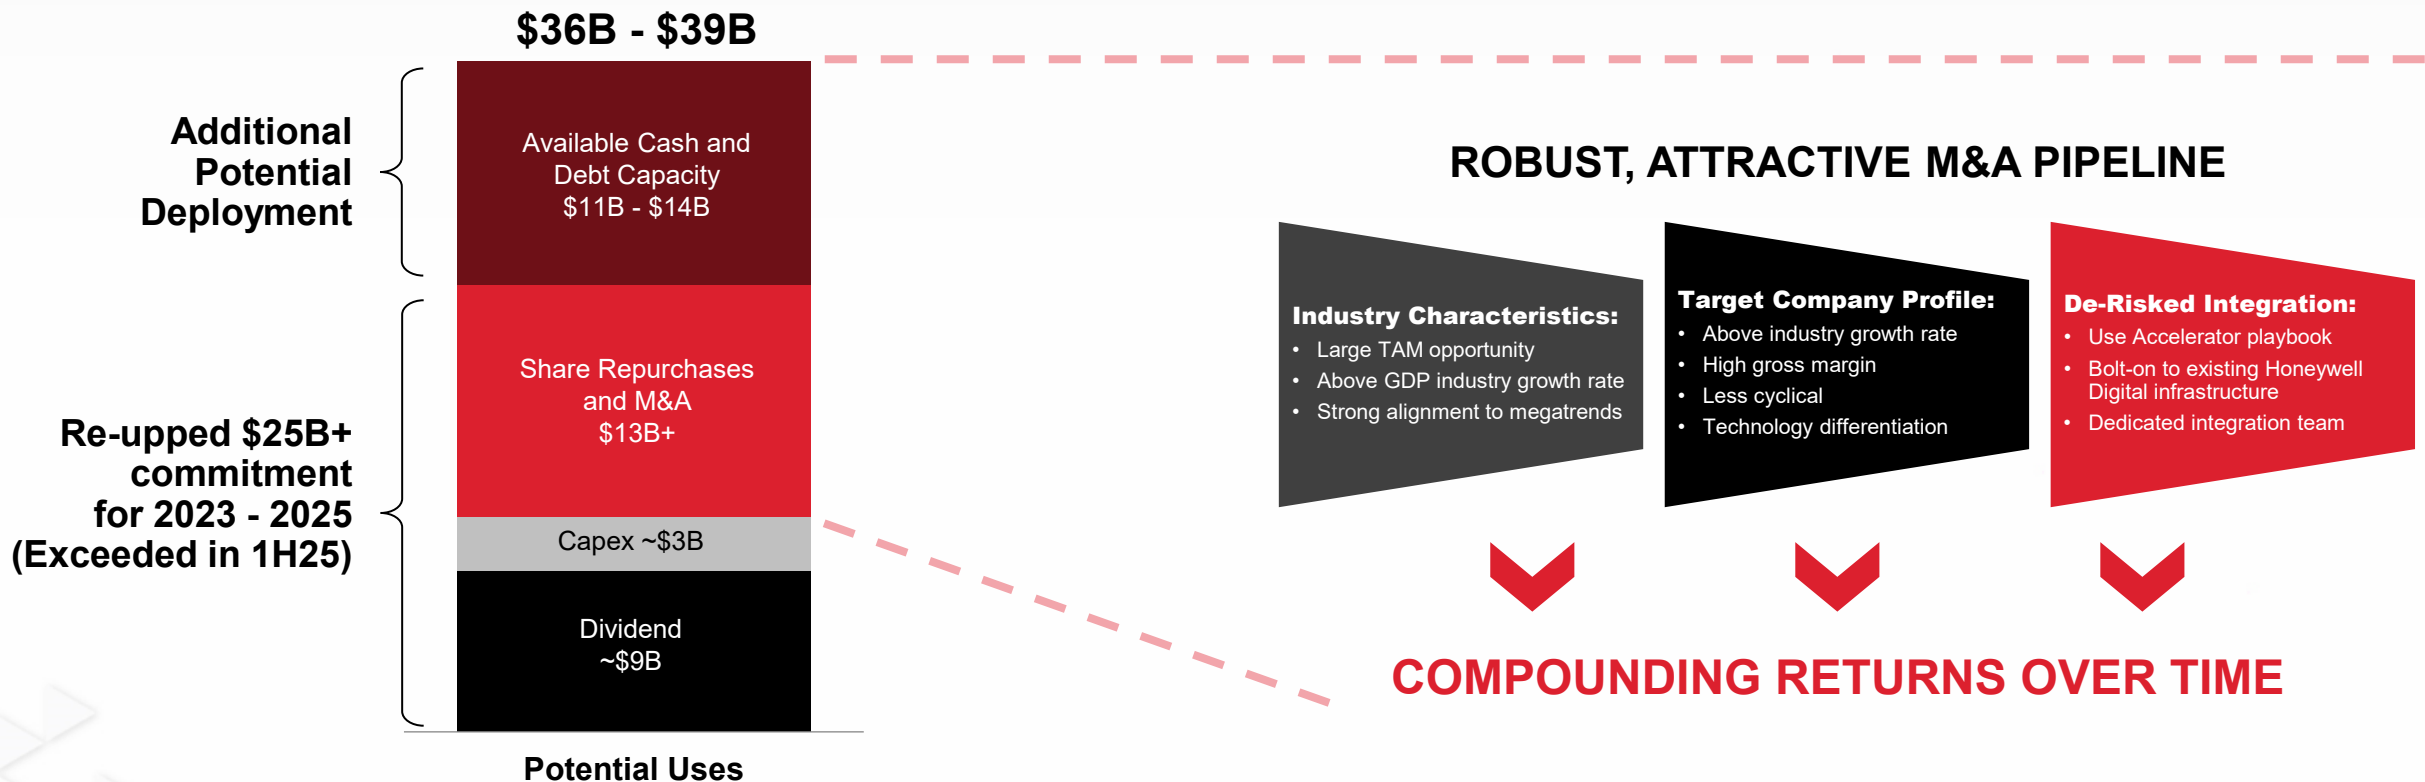 $36B - $39B
Additional
Potential
Deployment
Available Cash and
Debt Capacity
$11B - $14B
Re-upped $25B+
commitment
for 2023 - 2025
(Exceeded in 1H25)
Share Repurchases
and M&A
$13B+
Capex ~$3B
Dividend
~$9B
Potential Uses
ROBUST, ATTRACTIVE M&A PIPELINE
Industry Characteristics:
• Large TAM opportunity
• Above GDP industry growth rate
• Strong alignment to megatrends
Target Company Profile:
• Above industry growth rate
• High gross margin
• Less cyclical
• Technology differentiation
De-Risked Integration:
• Use Accelerator playbook
• Bolt-on to existing Honeywell
Digital infrastructure
• Dedicated integration team
COMPOUNDING RETURNS OVER TIME